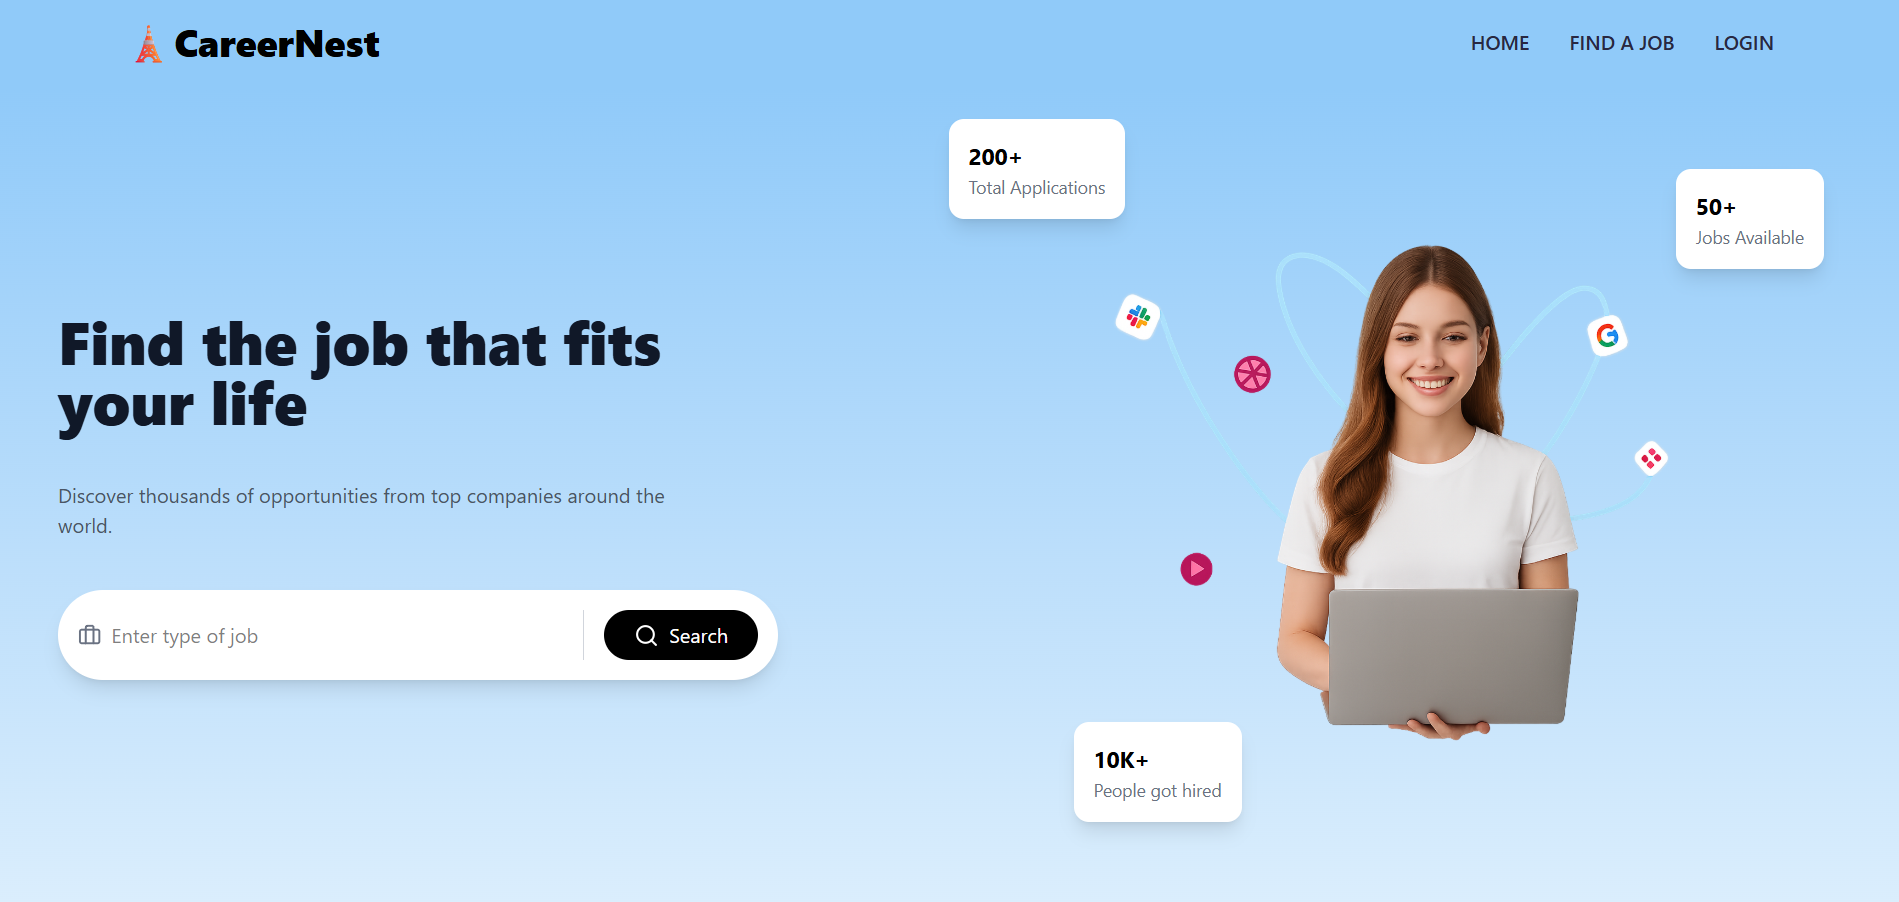 CareerNest
HOME
FIND A JOB
LOGIN
200+
Total Applications
50+
Jobs Available
Find the job that fits
your life
Discover thousands of opportunities from top companies around the
world.
Enter type of job
Search
10K+
People got hired